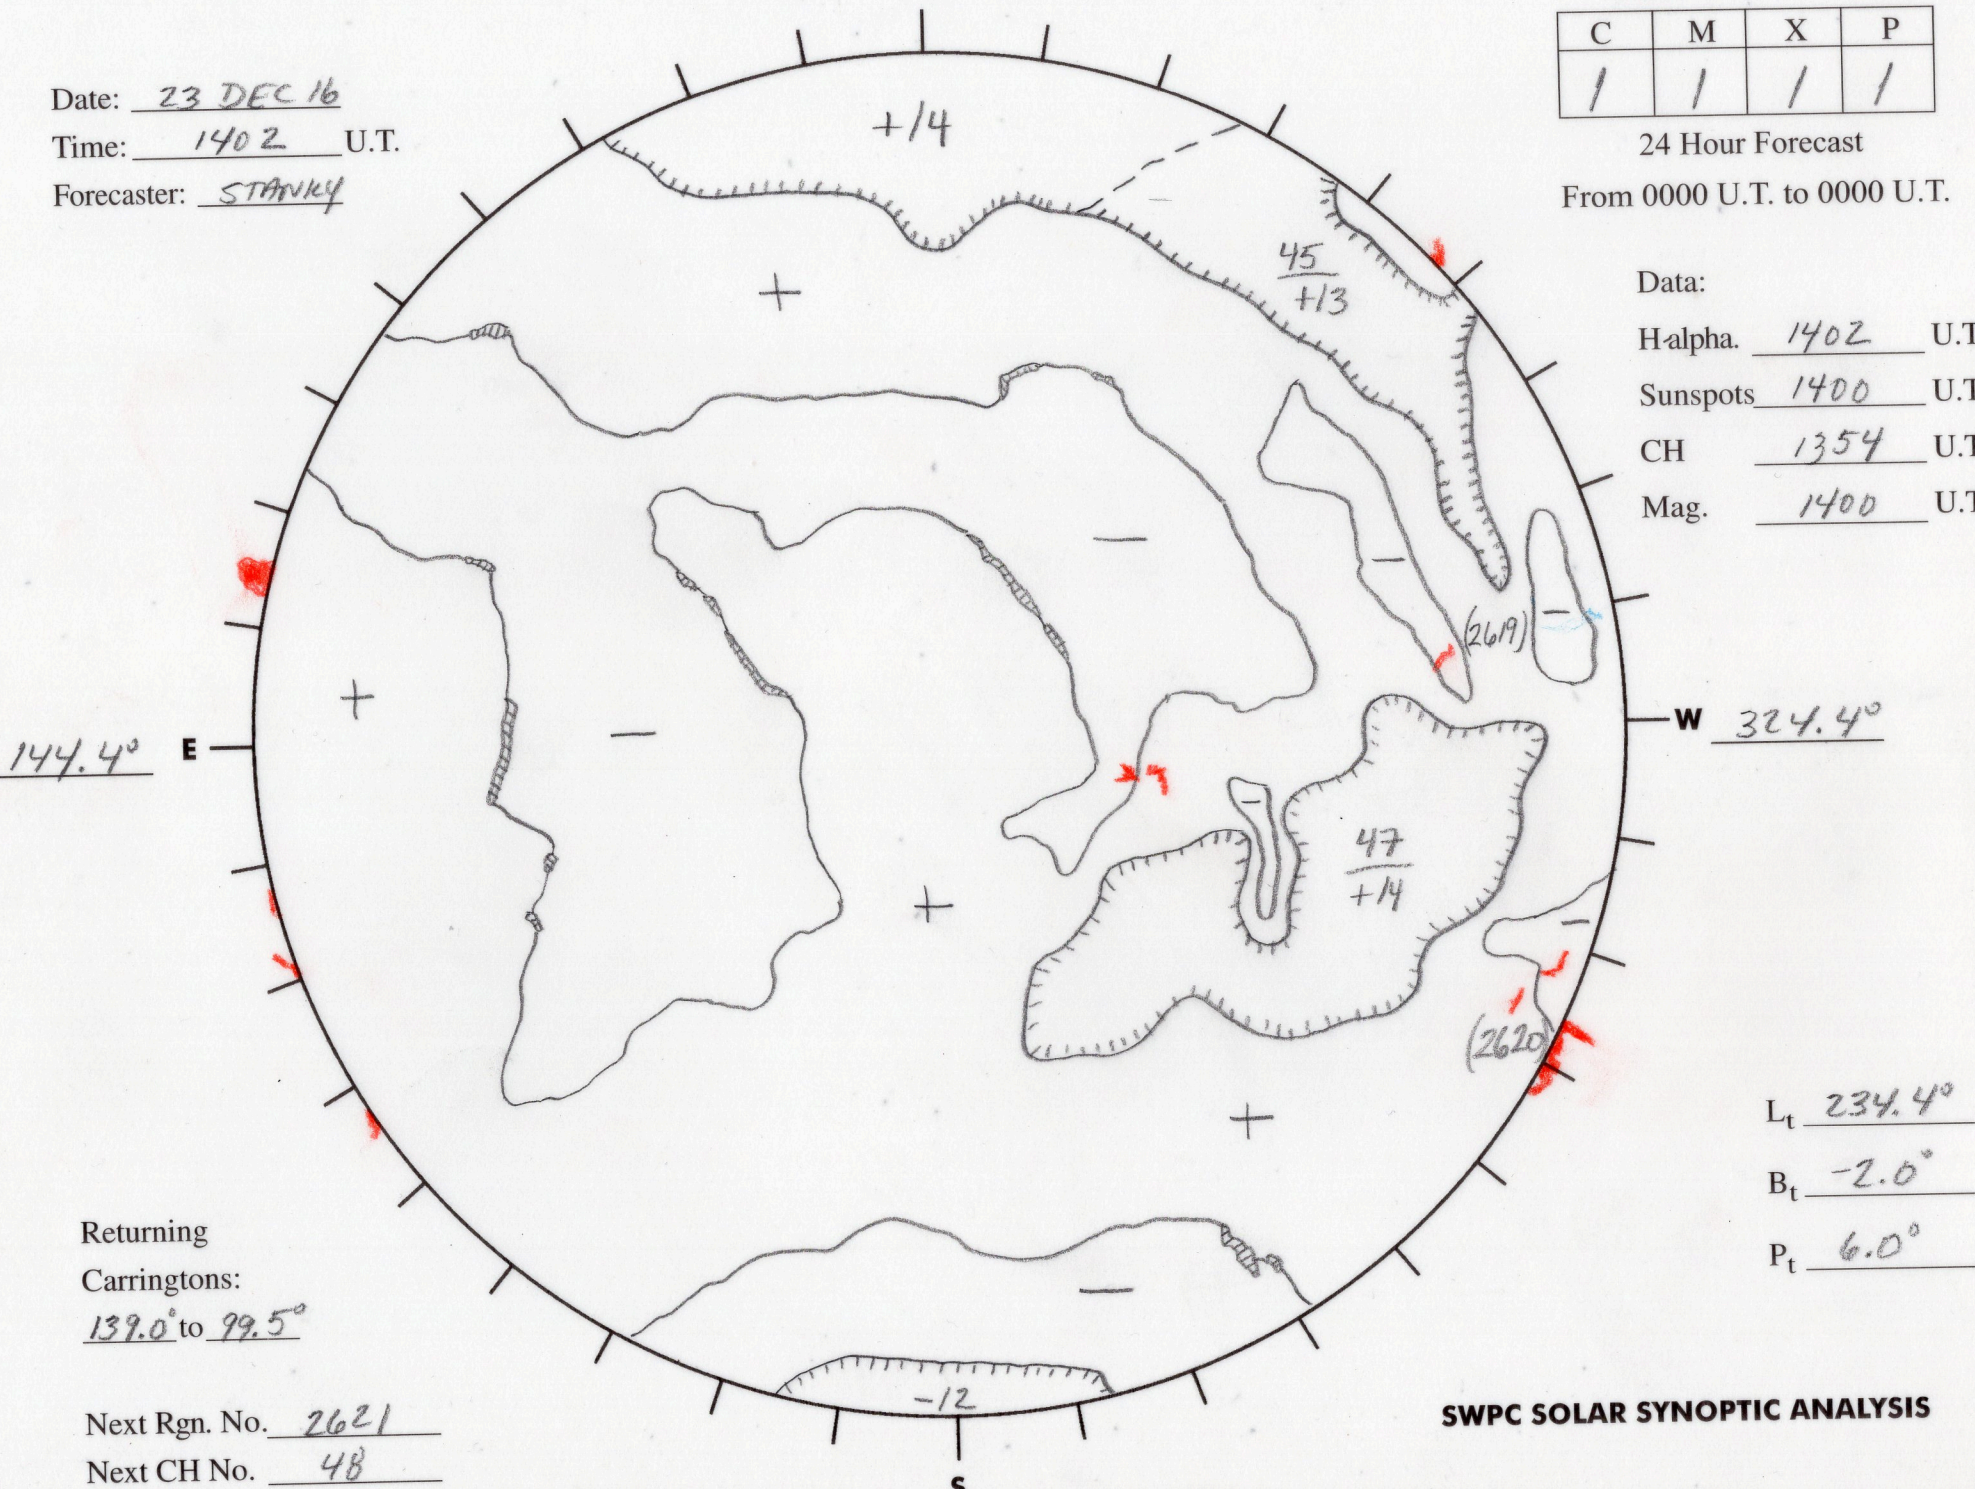 Date: 23 DEC 16
Time: 1402 U.T.
Forecaster: STANKY
C M X P
1 1 1 1
24 Hour Forecast
From 0000 U.T. to 0000 U.T.
Data:
H-alpha. 1402 U.T
Sunspots 1400 U.T
CH 1354 U.T
Mag. 1400 U.T
+/4
45
+/3
+
−
−
(2619)
−
+
−
144.4° E
W 324.4°
−
47
+/4
+
−
(2620)
+
−
-12
S
Lt 234.4°
Bt -2.0°
Pt 6.0°
Returning
Carringtons:
139.0° to 99.5°
Next Rgn. No. 2621
Next CH No. 48
SWPC SOLAR SYNOPTIC ANALYSIS